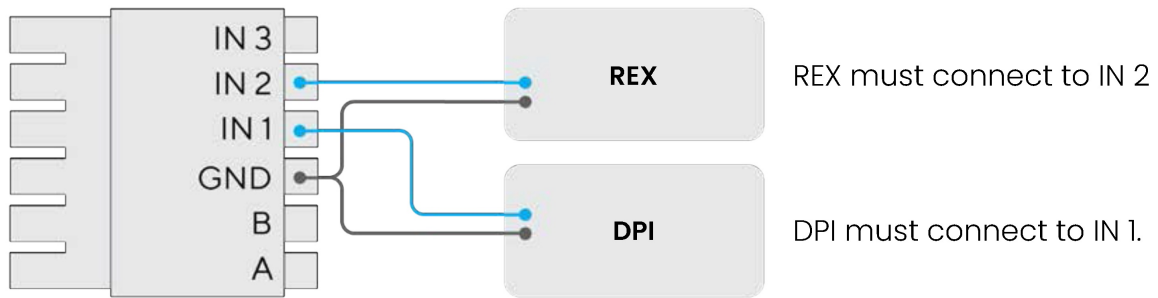 IN 3
IN 2
IN 1
GND
B
A
REX
REX must connect to IN 2
DPI
DPI must connect to IN 1.